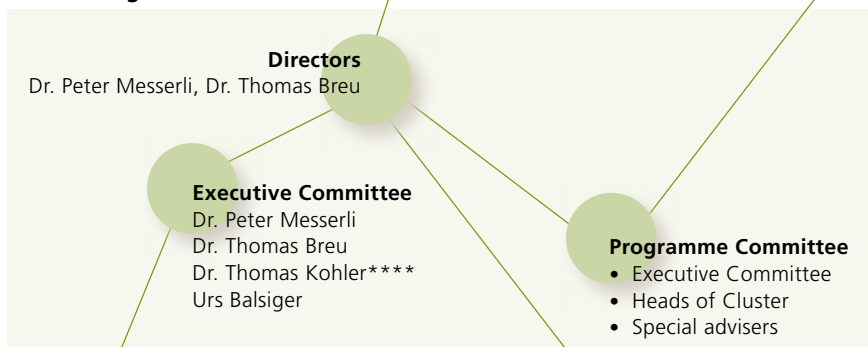 Directors
Dr. Peter Messerli, Dr. Thomas Breu
Executive Committee
Dr. Peter Messerli
Dr. Thomas Breu
Dr. Thomas Kohler****
Urs Balsiger
Programme Committee
• Executive Committee
• Heads of Cluster
• Special advisers